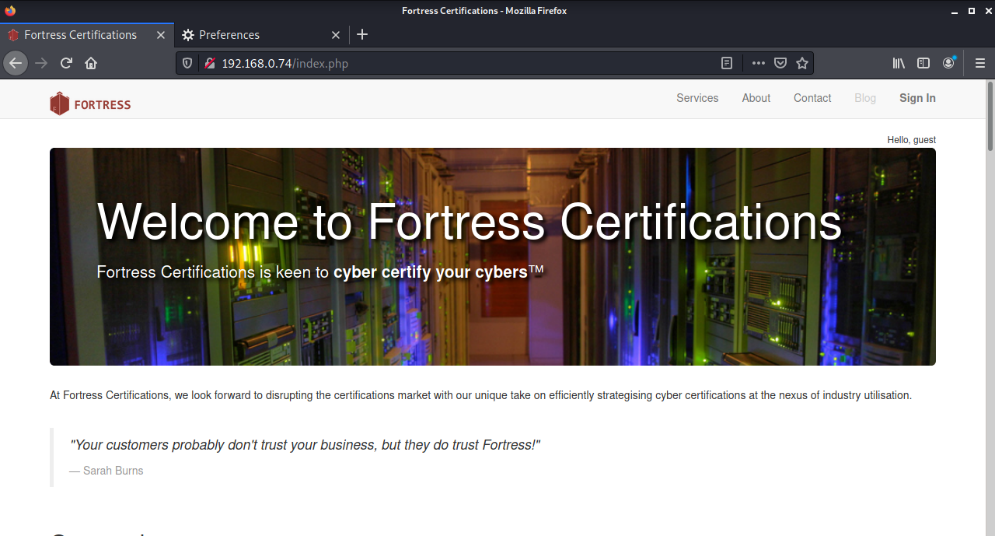 Fortress Certifications - Mozilla Firefox
Fortress Certifications
Preferences
192.168.0.74/index.php
FORTRESS
Services About Contact Blog Sign In
Hello, guest
Welcome to Fortress Certifications
Fortress Certifications is keen to cyber certify your cybers™
At Fortress Certifications, we look forward to disrupting the certifications market with our unique take on efficiently strategising cyber certifications at the nexus of industry utilisation.
"Your customers probably don't trust your business, but they do trust Fortress!"
— Sarah Burns